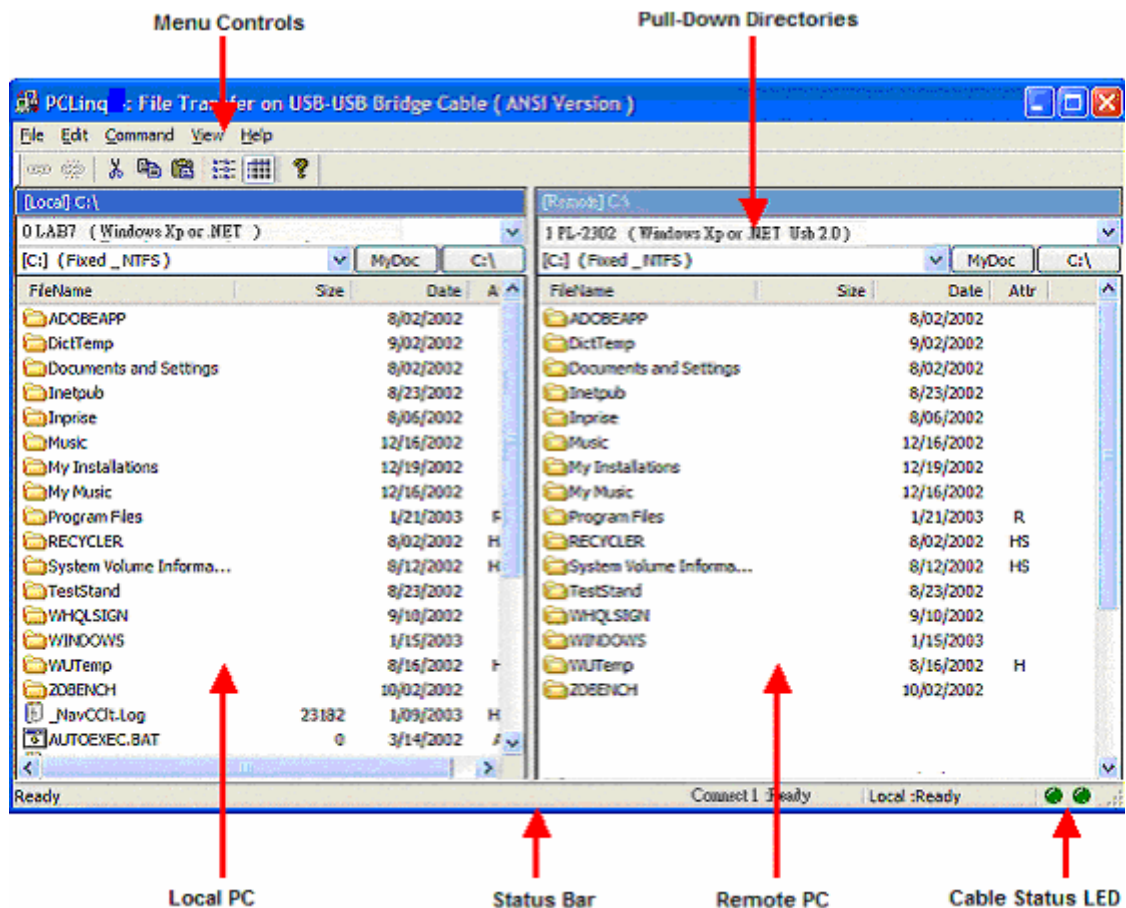 Menu Controls
Pull-Down Directories
PCLinq : File Transfer on USB-USB Bridge Cable ( ANSI Version )
File Edit Command View Help
[Local] C:\
[Remote] C:\
0 LAB7 ( Windows Xp or .NET )
1 PL-2302 ( Windows Xp or .NET Usb 2.0 )
[C:] (Fixed _NTFS) MyDoc C:\
[C:] (Fixed _NTFS) MyDoc C:\
FileName Size Date A
ADOBEAPP 8/02/2002
DictTemp 9/02/2002
Documents and Settings 8/02/2002
Inetpub 8/23/2002
Inprise 8/06/2002
Music 12/16/2002
My Installations 12/19/2002
My Music 12/16/2002
Program Files 1/21/2003
RECYCLER 8/02/2002 H
System Volume Informa... 8/12/2002 H
TestStand 8/23/2002
WHQLSIGN 9/10/2002
WINDOWS 1/15/2003
WUTemp 8/16/2002 H
ZDBENCH 10/02/2002
_NavCClt.Log 23182 1/09/2003 H
AUTOEXEC.BAT 0 3/14/2002 A
FileName Size Date Attr
ADOBEAPP 8/02/2002
DictTemp 9/02/2002
Documents and Settings 8/02/2002
Inetpub 8/23/2002
Inprise 8/06/2002
Music 12/16/2002
My Installations 12/19/2002
My Music 12/16/2002
Program Files 1/21/2003 R
RECYCLER 8/02/2002 HS
System Volume Informa... 8/12/2002 HS
TestStand 8/23/2002
WHQLSIGN 9/10/2002
WINDOWS 1/15/2003
WUTemp 8/16/2002 H
ZDBENCH 10/02/2002
Ready Connect 1 :Ready Local :Ready
Local PC
Status Bar
Remote PC
Cable Status LED